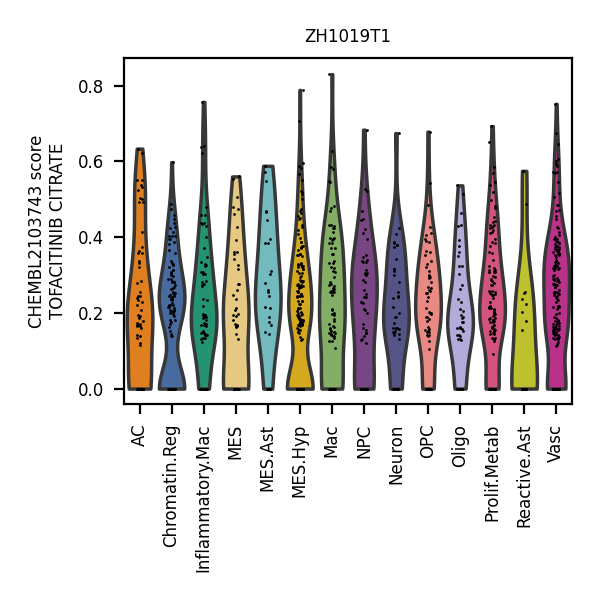 ZH1019T1
CHEMBL2103743 score
TOFACITINIB CITRATE
0.8
0.6
0.4
0.2
0.0
AC
Chromatin.Reg
Inflammatory.Mac
MES
MES.Ast
MES.Hyp
Mac
NPC
Neuron
OPC
Oligo
Prolif.Metab
Reactive.Ast
Vasc